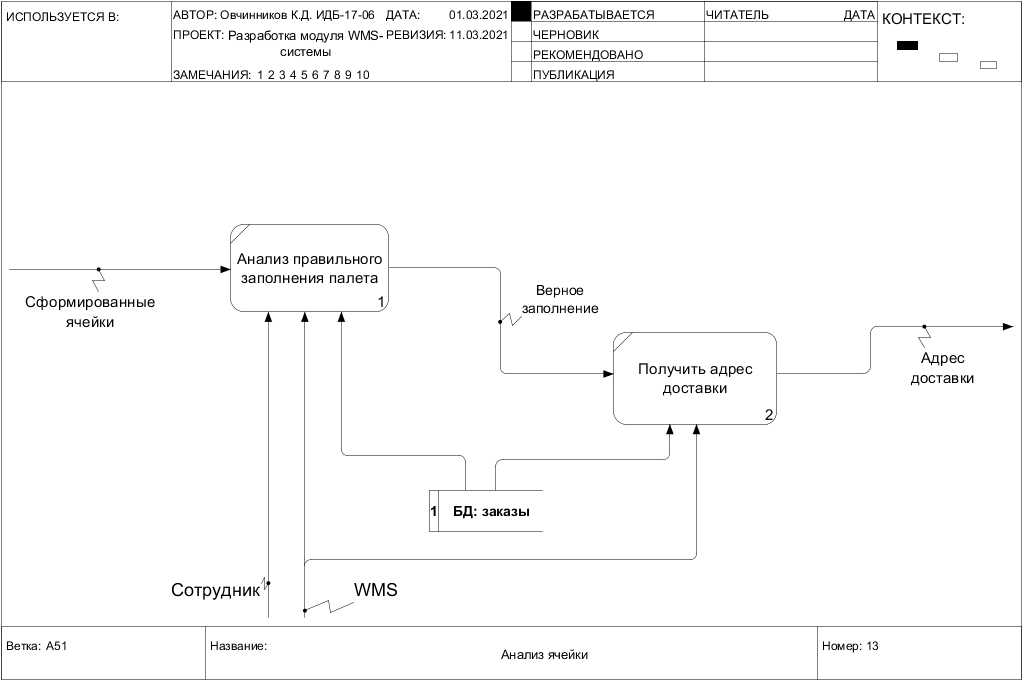 ИСПОЛЬЗУЕТСЯ В:
АВТОР: Овчинников К.Д. ИДБ-17-06 ДАТА: 01.03.2021
ПРОЕКТ: Разработка модуля WMS- РЕВИЗИЯ: 11.03.2021
системы
ЗАМЕЧАНИЯ: 1 2 3 4 5 6 7 8 9 10
РАЗРАБАТЫВАЕТСЯ
ЧЕРНОВИК
РЕКОМЕНДОВАНО
ПУБЛИКАЦИЯ
ЧИТАТЕЛЬ ДАТА
КОНТЕКСТ:
Анализ правильного
заполнения палета
1
Сформированные
ячейки
Верное
заполнение
Получить адрес
доставки
2
Адрес
доставки
1 БД: заказы
Сотрудник
WMS
Ветка: A51
Название:
Анализ ячейки
Номер: 13